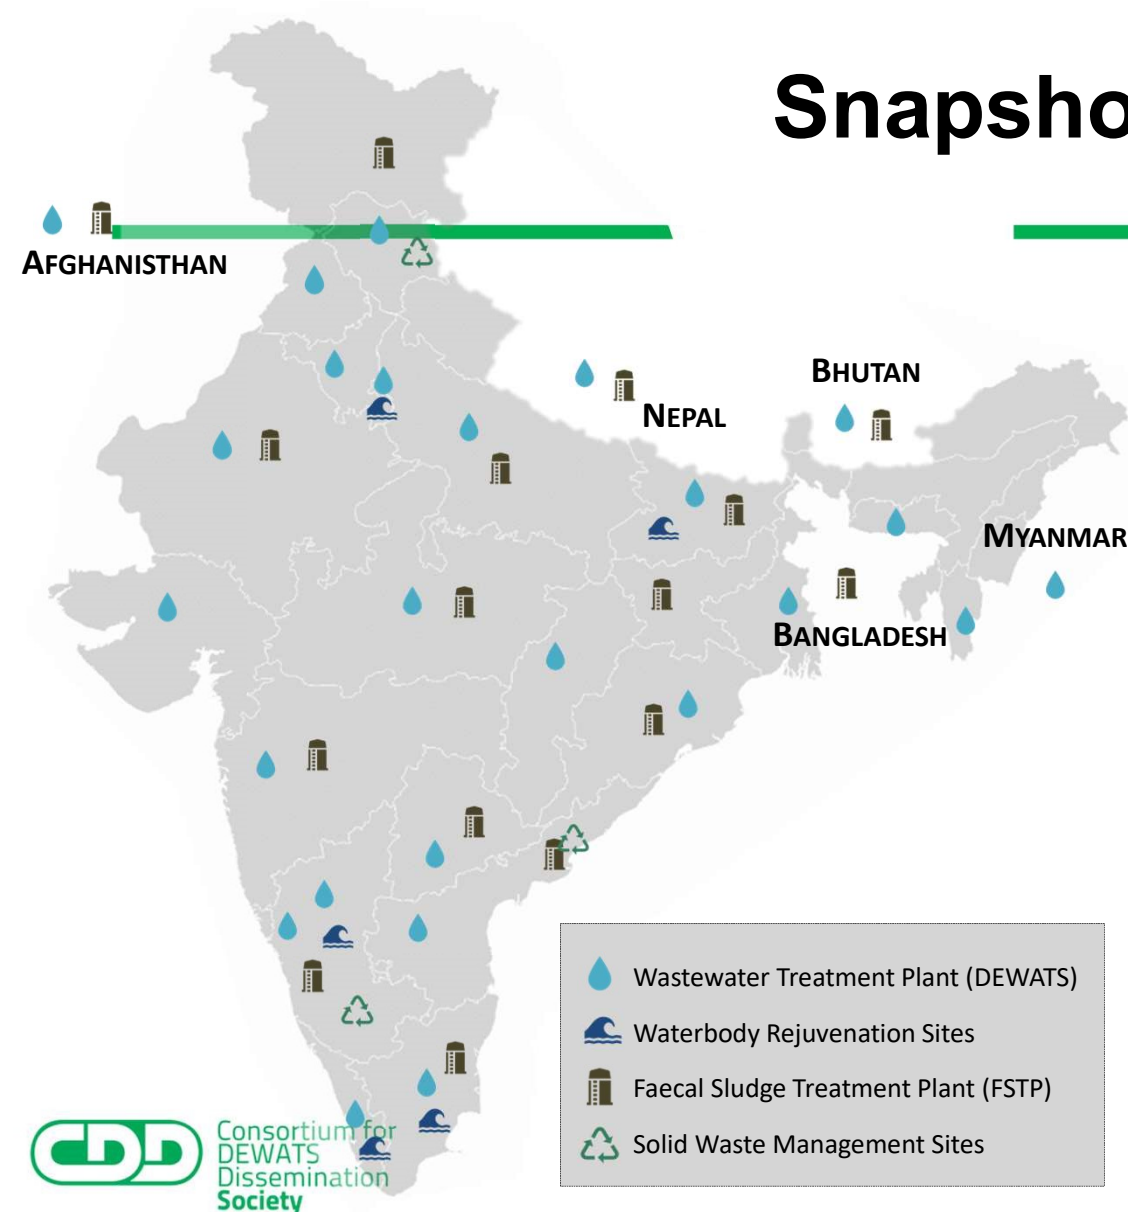 Snapsho
AFGHANISTHAN
BHUTAN
NEPAL
MYANMAR
BANGLADESH
Wastewater Treatment Plant (DEWATS)
Waterbody Rejuvenation Sites
Faecal Sludge Treatment Plant (FSTP)
Solid Waste Management Sites
CDD
Consortium for
DEWATS
Dissemination
Society